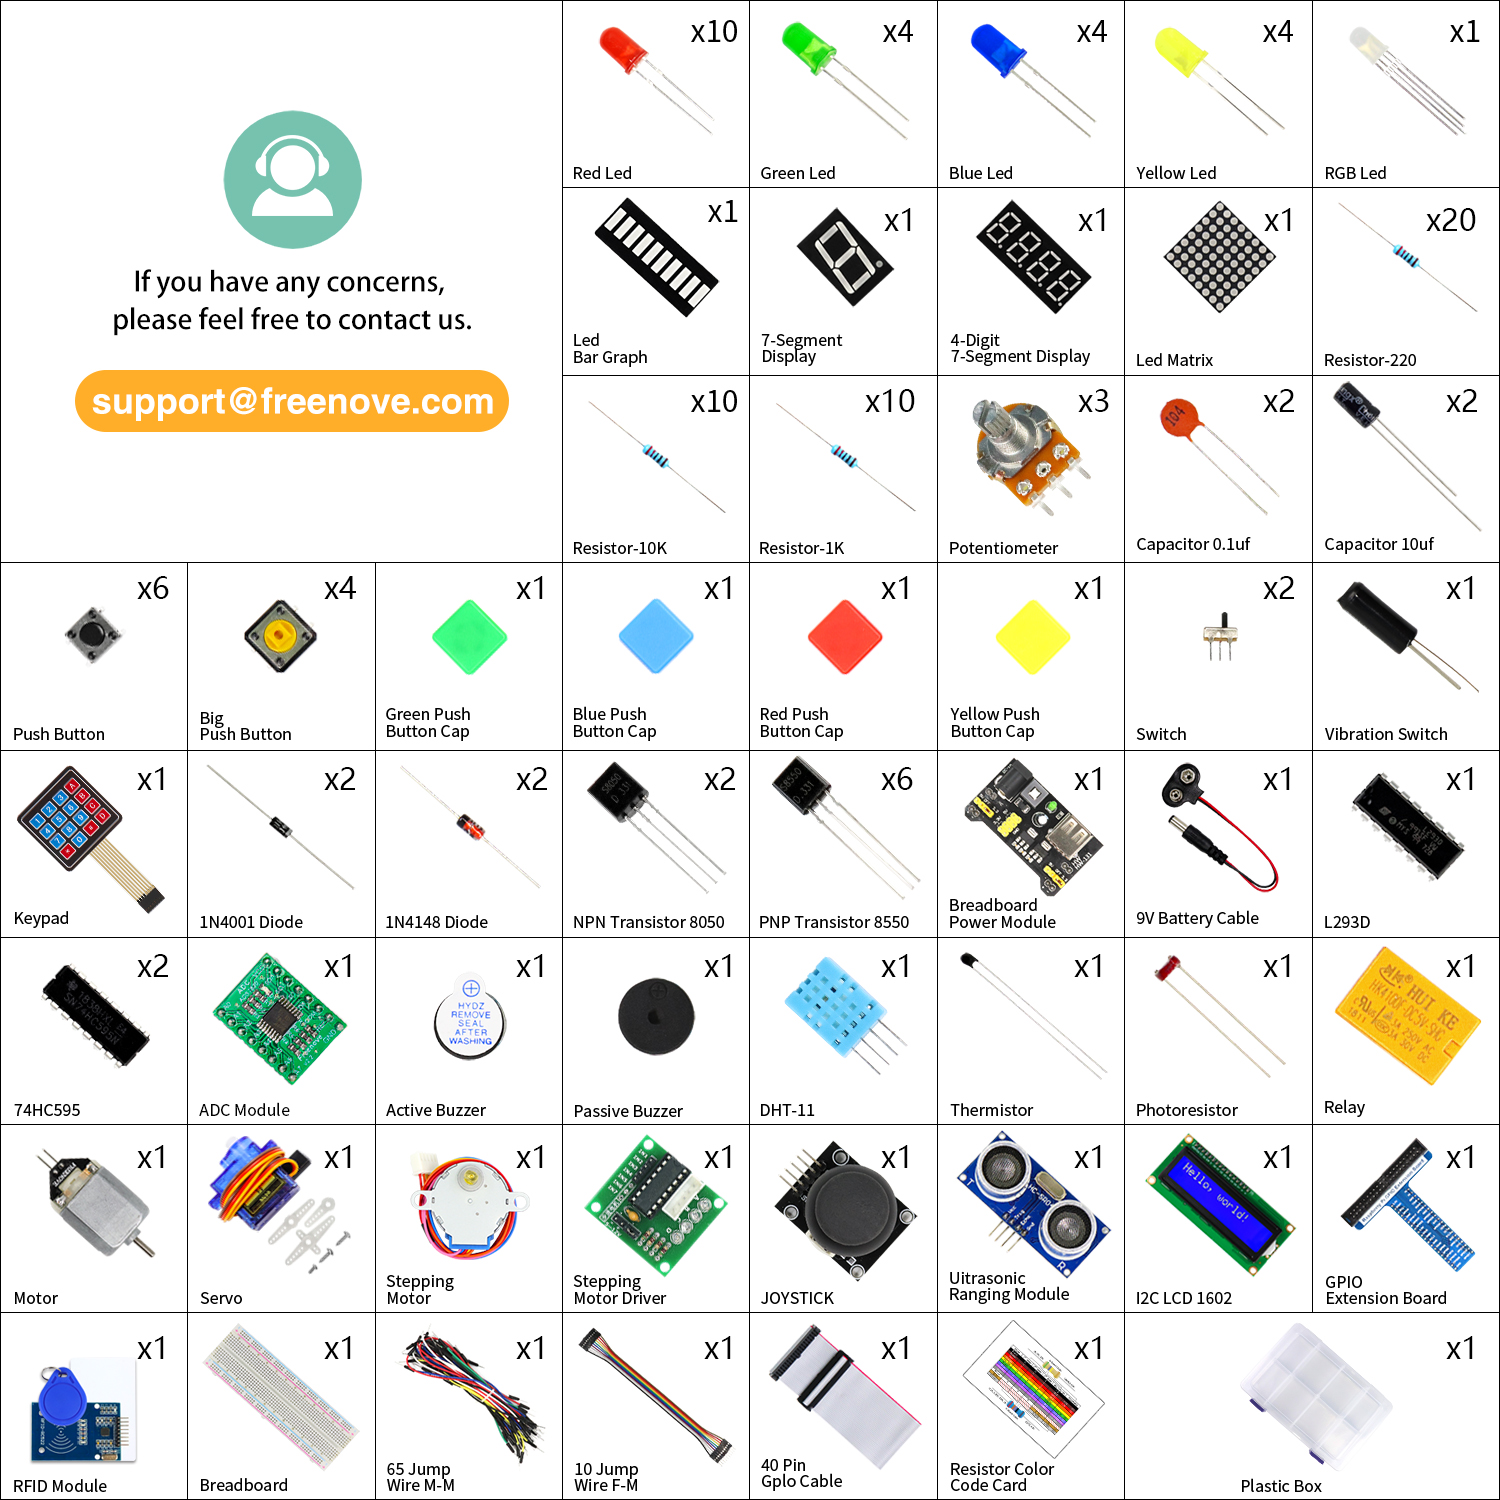 If you have any concerns,
please feel free to contact us.
support@freenove.com
x10
Red Led
x4
Green Led
x4
Blue Led
x4
Yellow Led
x1
RGB Led
x1
Led
Bar Graph
x1
7-Segment
Display
x1
4-Digit
7-Segment Display
x1
Led Matrix
x20
Resistor-220
x10
Resistor-10K
x10
Resistor-1K
x3
Potentiometer
x2
104
Capacitor 0.1uf
x2
Capacitor 10uf
x6
Push Button
x4
Big
Push Button
x1
Green Push
Button Cap
x1
Blue Push
Button Cap
x1
Red Push
Button Cap
x1
Yellow Push
Button Cap
x2
Switch
x1
Vibration Switch
x1
Keypad
x2
1N4001 Diode
x2
1N4148 Diode
x2
S8050
D 331
NPN Transistor 8050
x6
S8550
D 331
PNP Transistor 8550
x1
Breadboard
Power Module
x1
9V Battery Cable
x1
L293D
x2
74HC595
x1
ADC Module
x1
HYDZ
REMOVE
SEAL
AFTER
WASHING
Active Buzzer
x1
Passive Buzzer
x1
DHT-11
x1
Thermistor
x1
Photoresistor
x1
HUT KE
Relay
x1
Motor
x1
Servo
x1
Stepping
Motor
x1
Stepping
Motor Driver
x1
JOYSTICK
x1
T
HC-SR0
R
Uitrasonic
Ranging Module
x1
Hello, world!
I2C LCD 1602
x1
GPIO
Extension Board
x1
RFID Module
x1
Breadboard
x1
65 Jump
Wire M-M
x1
10 Jump
Wire F-M
x1
40 Pin
Gplo Cable
x1
Resistor Color
Code Card
x1
Plastic Box